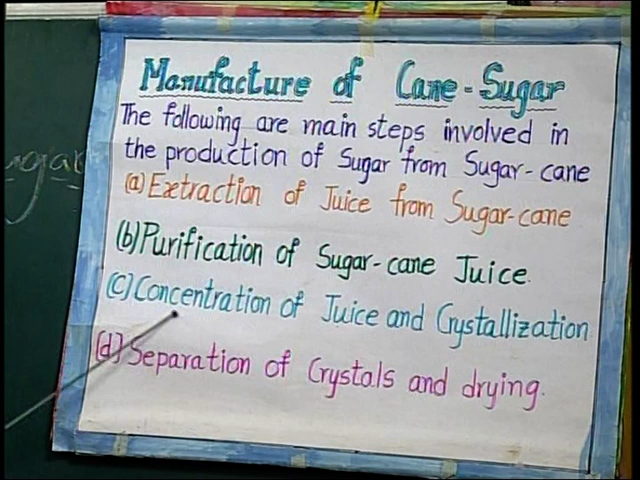 Manufacture of Cane-Sugar
The following are main steps involved in
the production of Sugar from Sugar-cane
(a) Extraction of Juice from Sugar-cane
(b) Purification of Sugar-cane Juice.
(c) Concentration of Juice and Crystallization
(d) Separation of Crystals and drying.